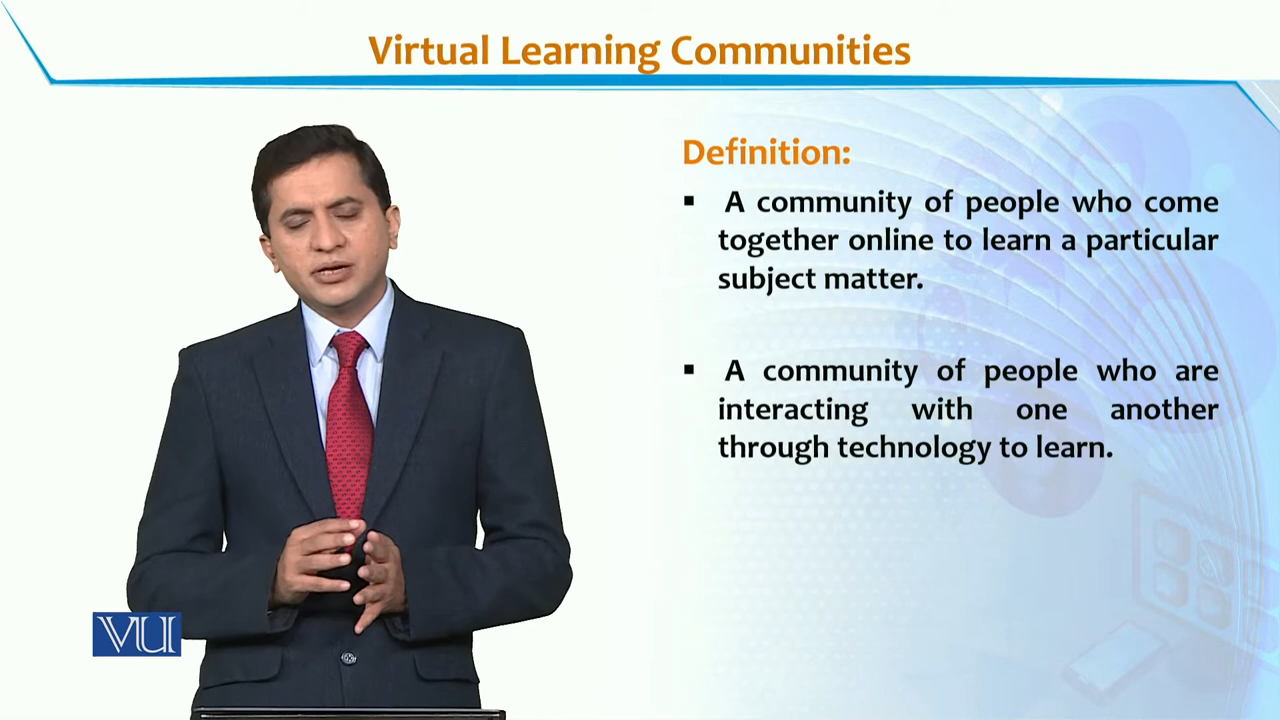 Virtual Learning Communities
Definition:
▪ A community of people who come
together online to learn a particular
subject matter.
▪ A community of people who are
interacting with one another
through technology to learn.
VU